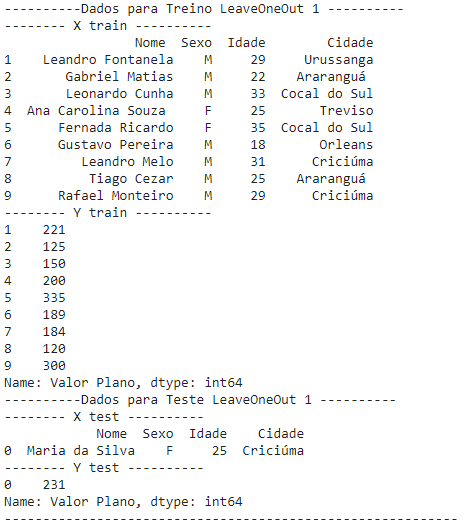 ----------Dados para Treino LeaveOneOut 1 ----------
-------- X train ----------
Nome Sexo Idade Cidade
1 Leandro Fontanela M 29 Urussanga
2 Gabriel Matias M 22 Araranguá
3 Leonardo Cunha M 33 Cocal do Sul
4 Ana Carolina Souza F 25 Treviso
5 Fernada Ricardo F 35 Cocal do Sul
6 Gustavo Pereira M 18 Orleans
7 Leandro Melo M 31 Criciúma
8 Tiago Cezar M 25 Araranguá
9 Rafael Monteiro M 29 Criciúma
-------- Y train ----------
1 221
2 125
3 150
4 200
5 335
6 189
7 184
8 120
9 300
Name: Valor Plano, dtype: int64
----------Dados para Teste LeaveOneOut 1 ----------
-------- X test ----------
Nome Sexo Idade Cidade
0 Maria da Silva F 25 Criciúma
-------- Y test ----------
0 231
Name: Valor Plano, dtype: int64
----------------------------------------------------------